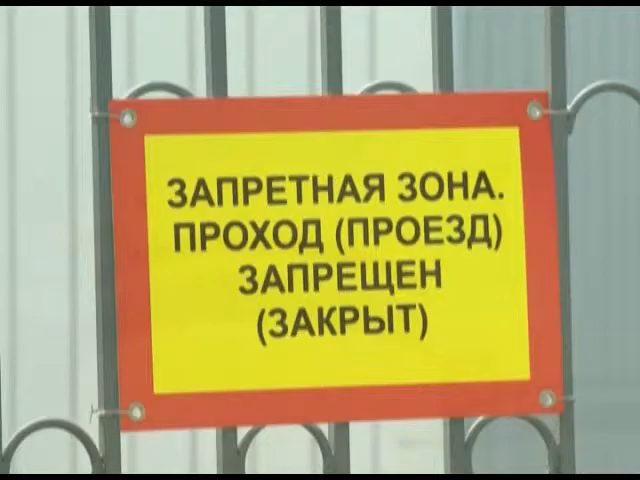 ЗАПРЕТНАЯ ЗОНА.
ПРОХОД (ПРОЕЗД)
ЗАПРЕЩЕН
(ЗАКРЫТ)